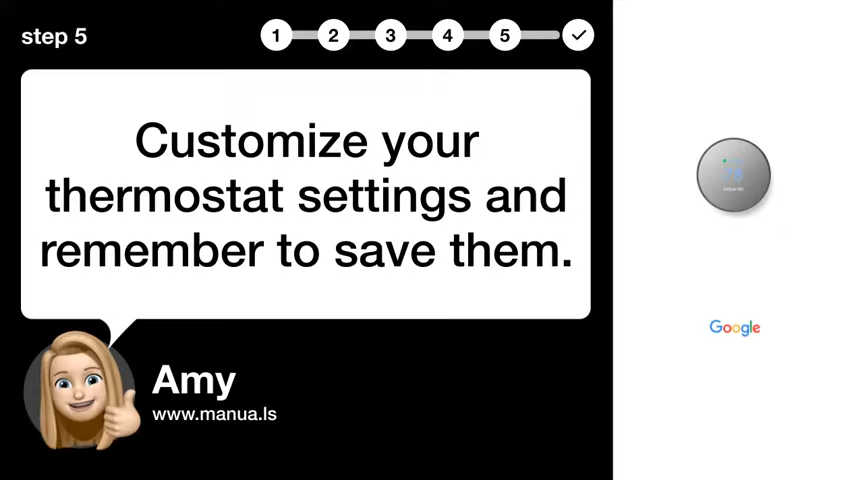 step 5
1 2 3 4 5
Customize your
thermostat settings and
remember to save them.
Amy
www.manua.ls
Google